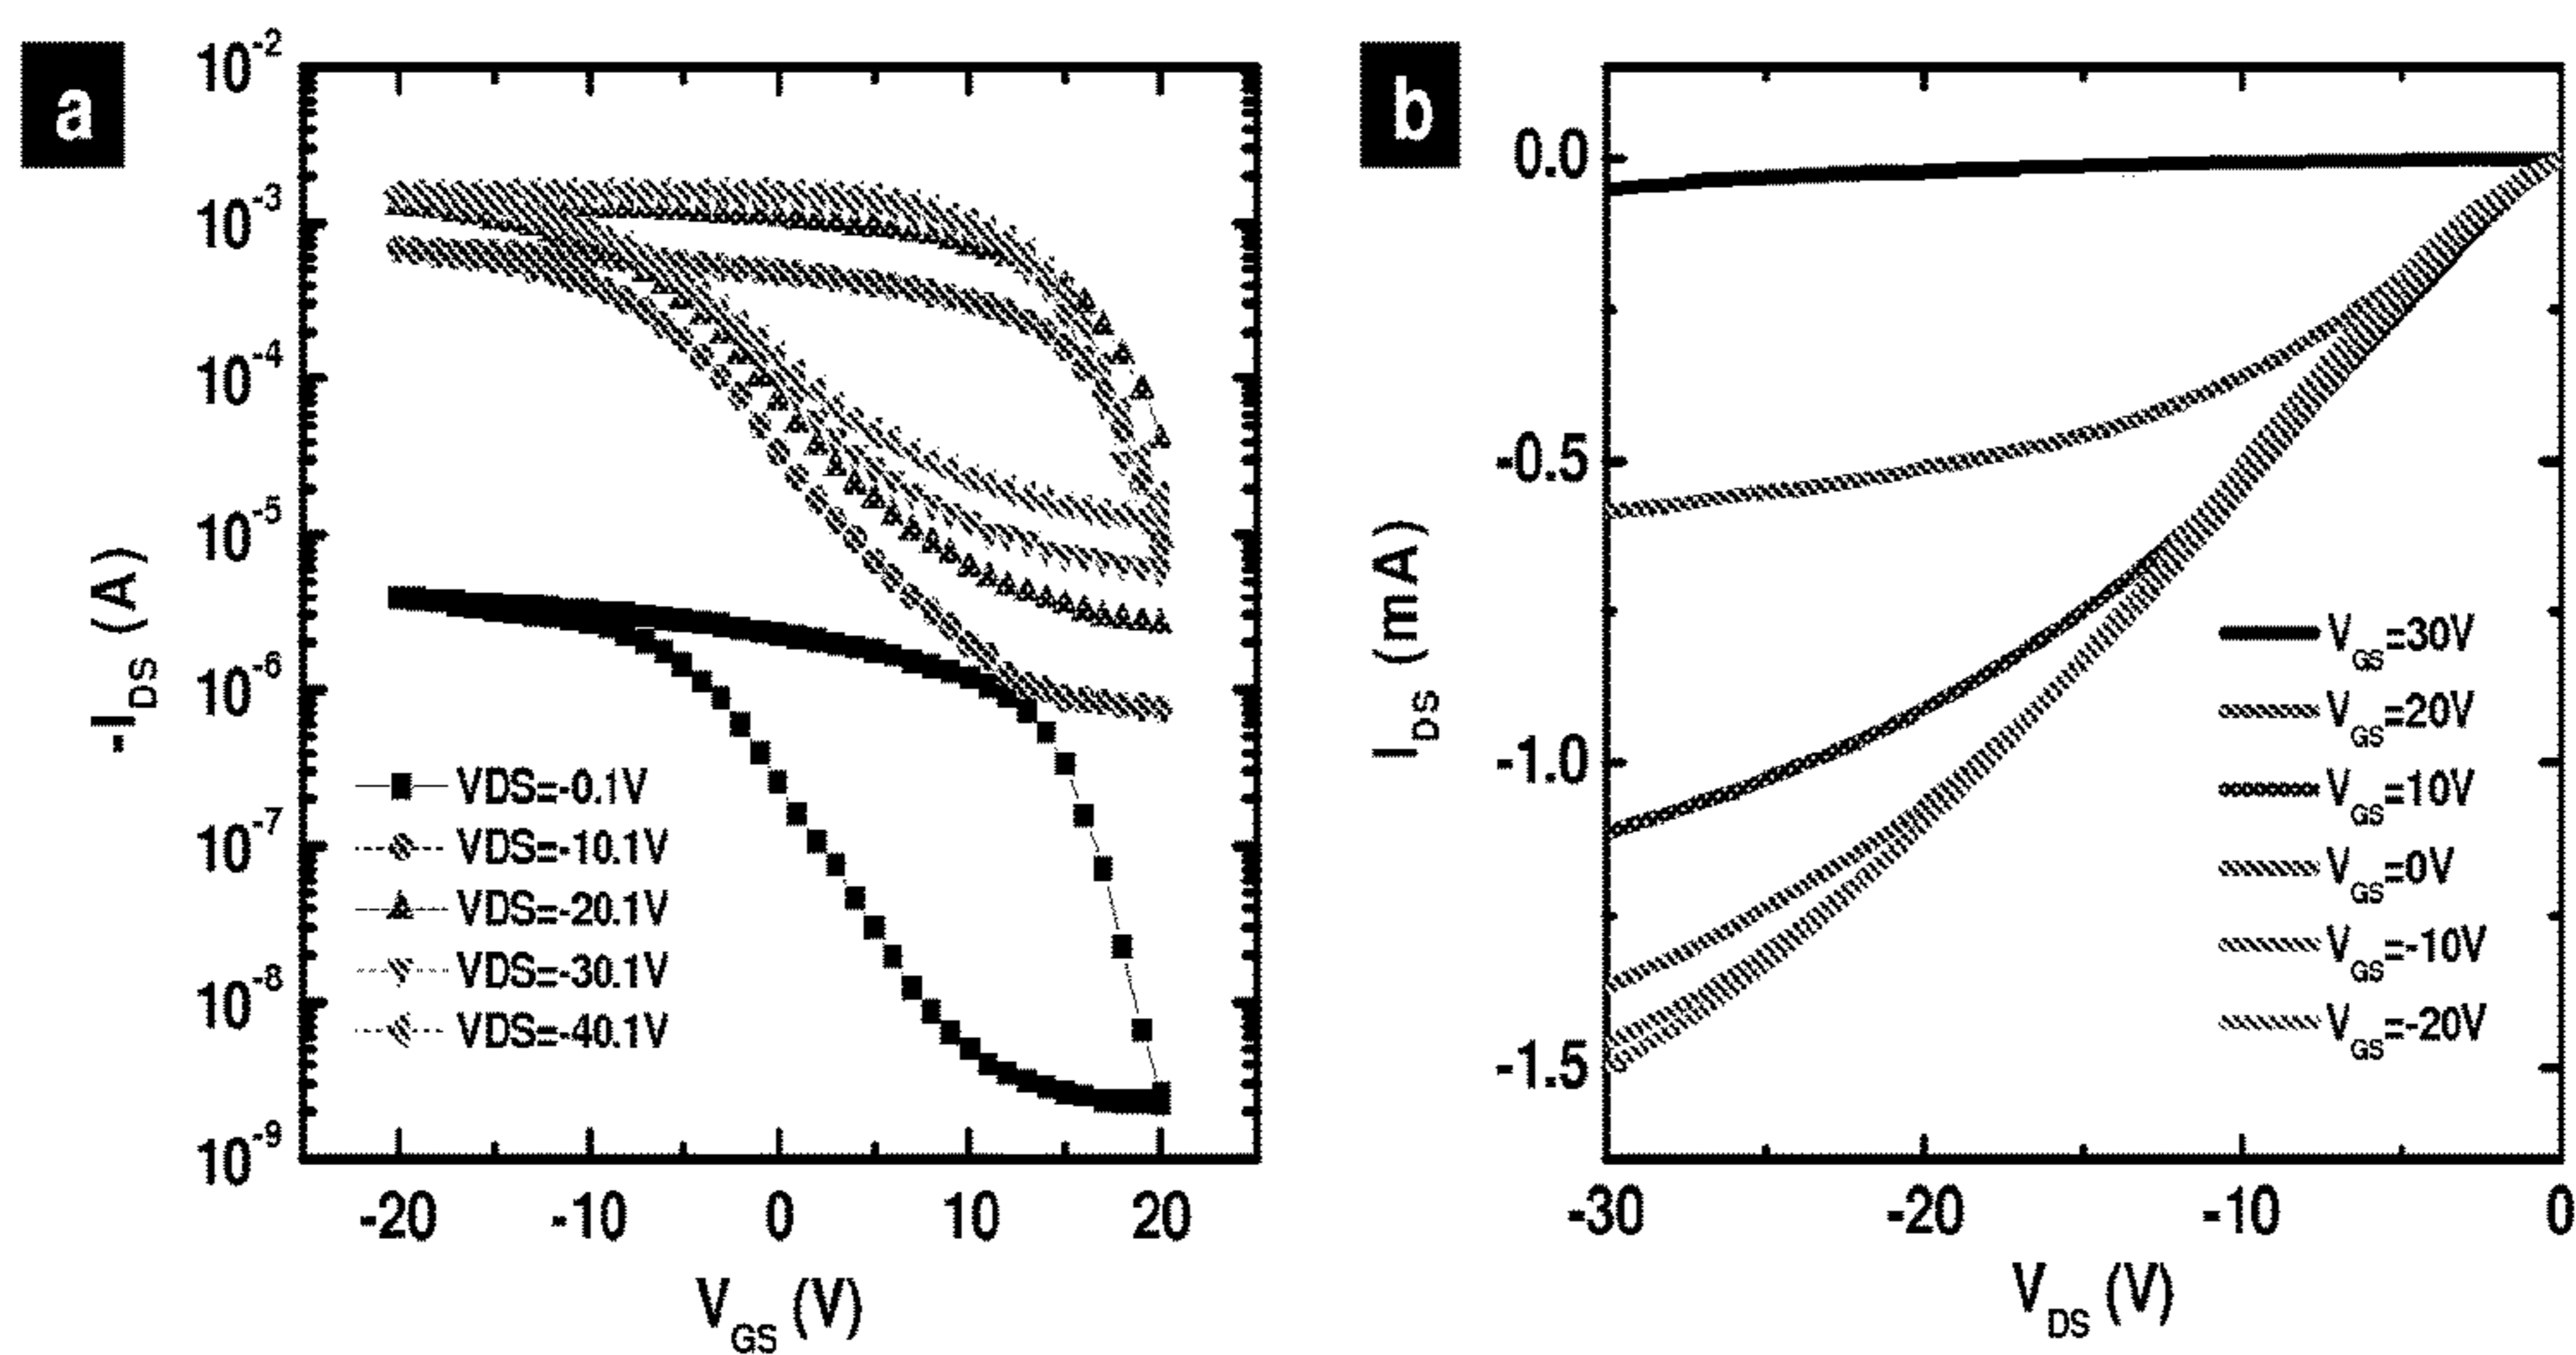 a
10^-2
10^-3
10^-4
10^-5
10^-6
10^-7
10^-8
10^-9
-I_DS (A)
VDS=-0.1V
VDS=-10.1V
VDS=-20.1V
VDS=-30.1V
VDS=-40.1V
-20 -10 0 10 20
V_GS (V)
b
0.0
-0.5
-1.0
-1.5
I_DS (mA)
V_GS=30V
V_GS=20V
V_GS=10V
V_GS=0V
V_GS=-10V
V_GS=-20V
-30 -20 -10 0
V_DS (V)